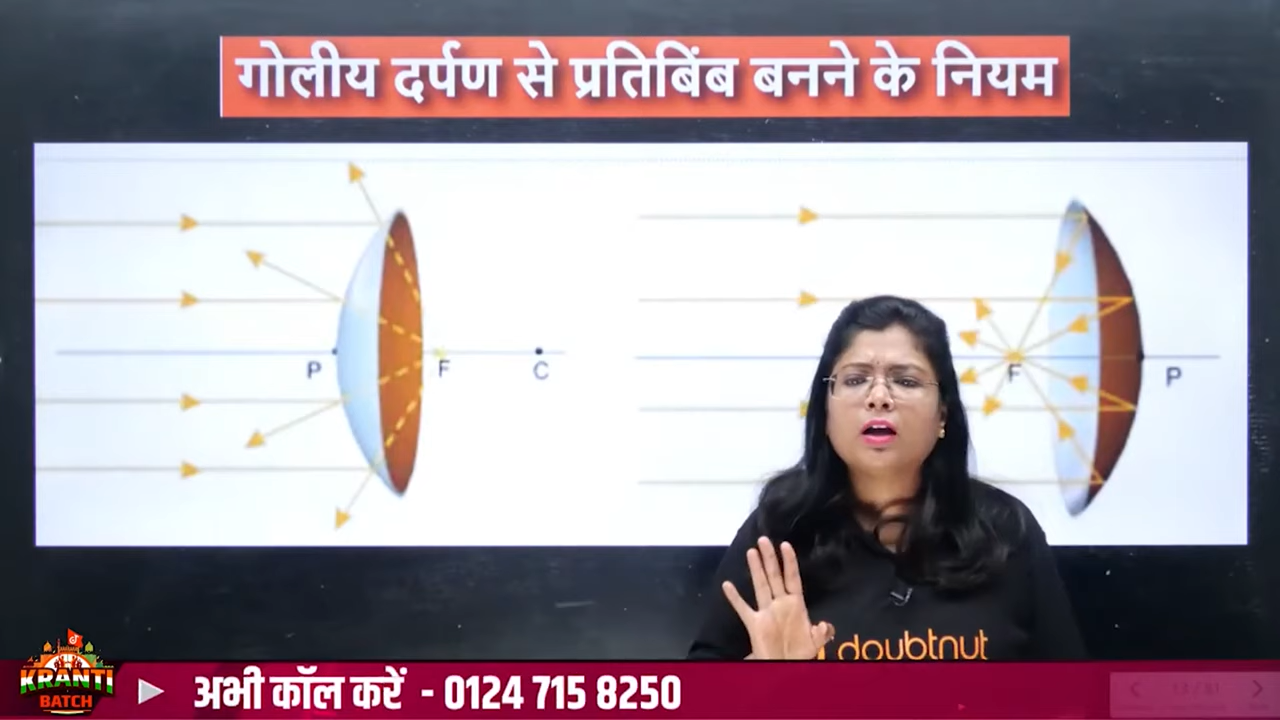 गोलीय दर्पण से प्रतिबिंब बनने के नियम
P F C
F P
doubtnut
KRANTI
BATCH
अभी कॉल करें - 0124 715 8250